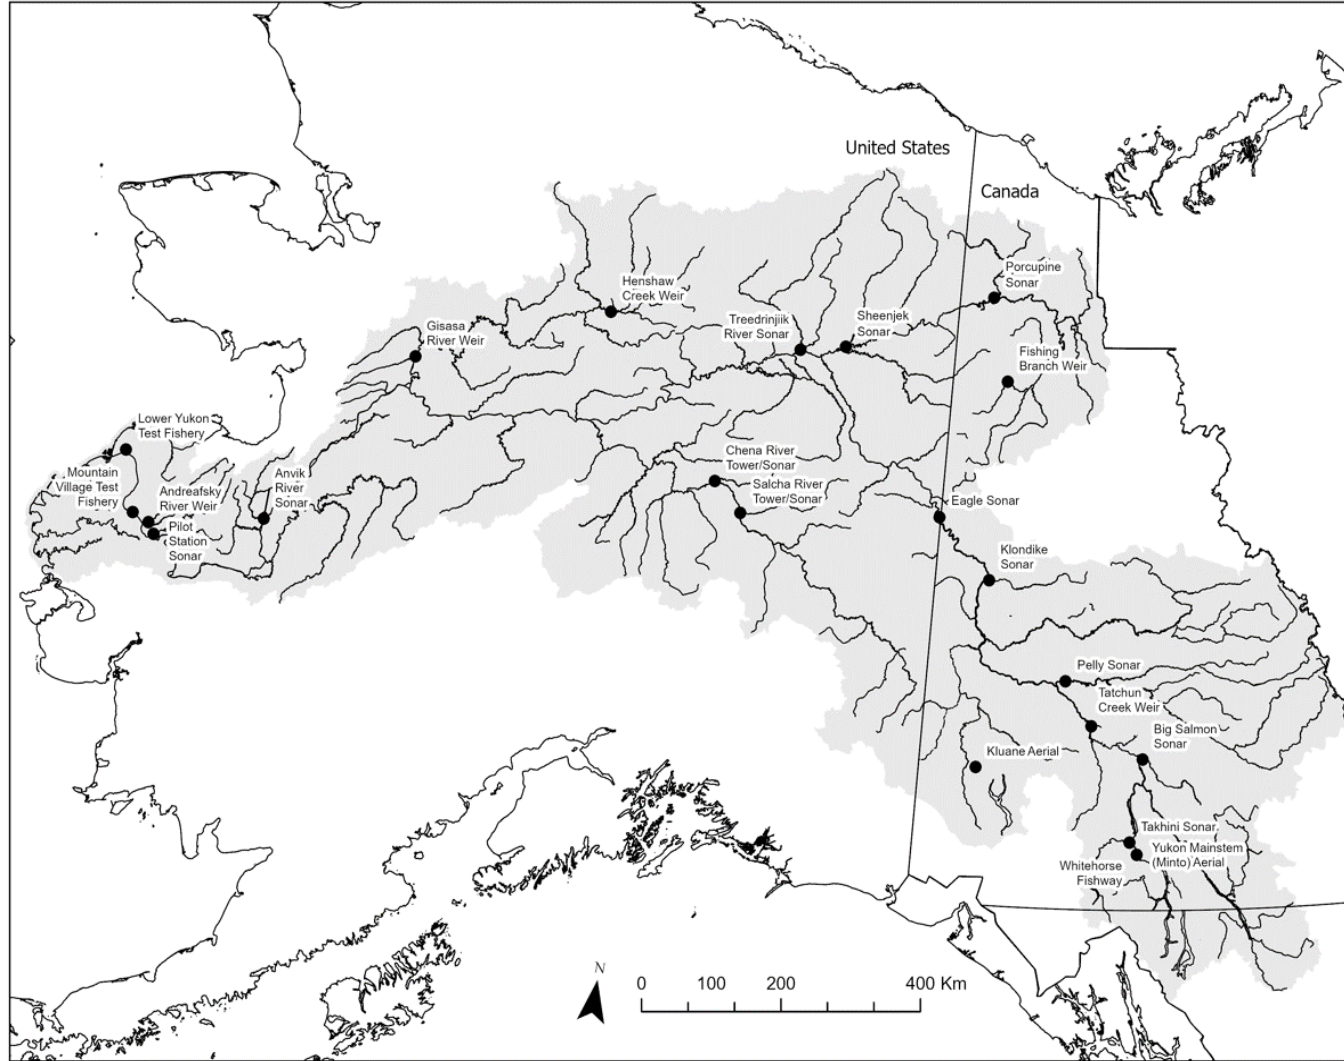 United States
Canada
Porcupine
Sonar
Henshaw
Creek Weir
Treedrinjiik
River Sonar
Sheenjek
Sonar
Gisasa
River Weir
Fishing
Branch Weir
Lower Yukon
Test Fishery
Mountain
Village Test
Fishery
Andreafsky
River Weir
Pilot
Station
Sonar
Anvik
River
Sonar
Chena River
Tower/Sonar
Salcha River
Tower/Sonar
Eagle Sonar
Klondike
Sonar
Pelly Sonar
Tatchun
Creek Weir
Big Salmon
Sonar
Kluane Aerial
Takhini Sonar
Yukon Mainstem
(Minto) Aerial
Whitehorse
Fishway
N
0 100 200 400 Km